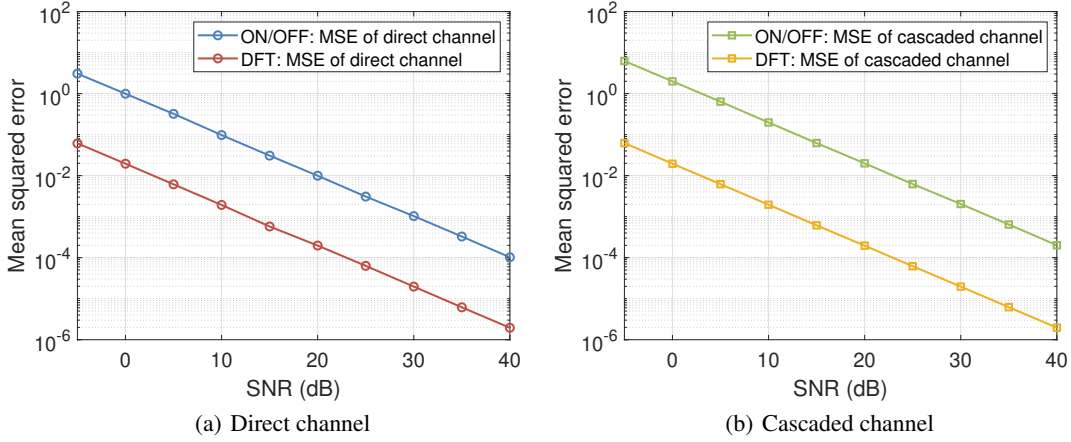 ON/OFF: MSE of direct channel
DFT: MSE of direct channel
10^2
10^0
10^-2
10^-4
10^-6
Mean squared error
0 10 20 30 40
SNR (dB)
(a) Direct channel
ON/OFF: MSE of cascaded channel
DFT: MSE of cascaded channel
10^2
10^0
10^-2
10^-4
10^-6
Mean squared error
0 10 20 30 40
SNR (dB)
(b) Cascaded channel